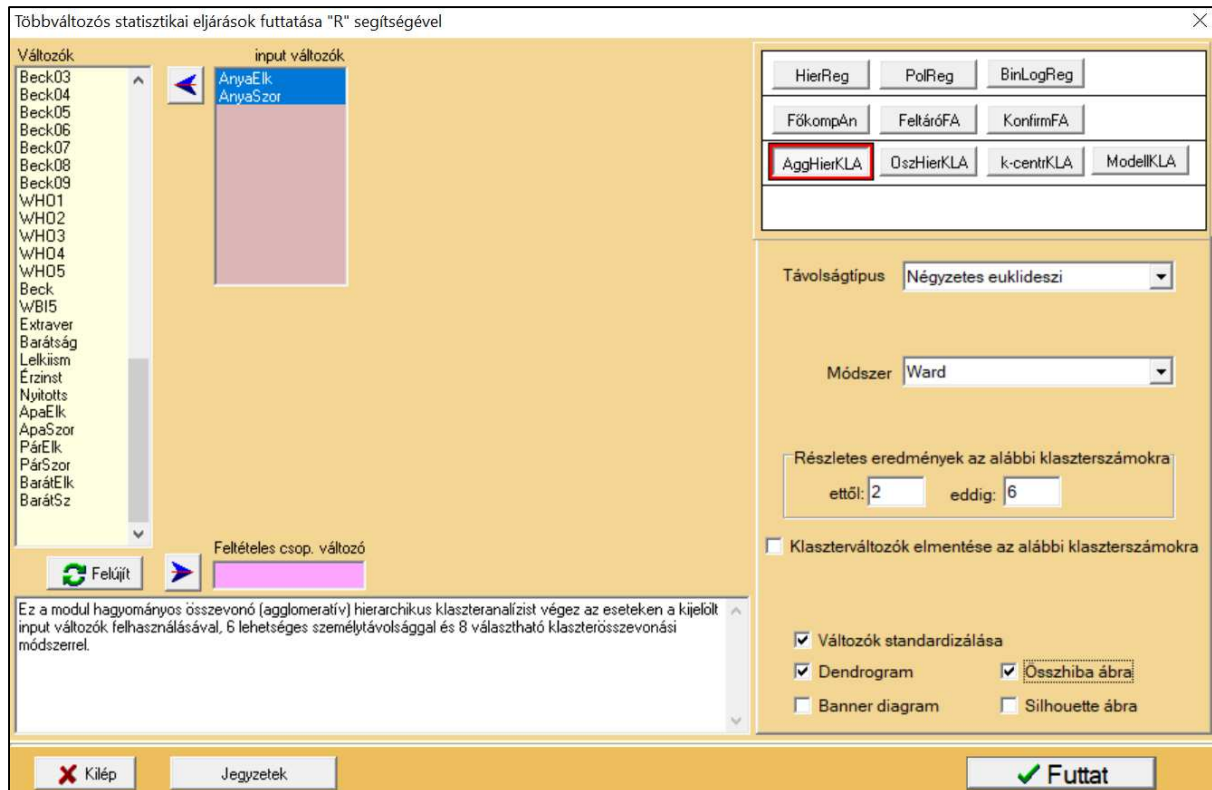 Többváltozós statisztikai eljárások futtatása "R" segítségével
Változók
Beck03
Beck04
Beck05
Beck06
Beck07
Beck08
Beck09
WHO1
WHO2
WHO3
WHO4
WHO5
Beck
WBI5
Extraver
Barátság
Lelkiism
Érzinst
Nyitotts
ApaElk
ApaSzor
PárElk
PárSzor
BarátElk
BarátSz
input változók
AnyaElk
AnyaSzor
Felújít
Feltételes csop. változó
Ez a modul hagyományos összevonó (agglomeratív) hierarchikus klaszteranalízist végez az eseteken a kijelölt
input változók felhasználásával, 6 lehetséges személytávolsággal és 8 választható klaszterösszevonási
módszerrel.
HierReg PolReg BinLogReg
FőkompAn FeltáróFA KonfirmFA
AggHierKLA OszHierKLA k-centrKLA ModellKLA
Távolságtípus Négyzetes euklideszi
Módszer Ward
Részletes eredmények az alábbi klaszterszámokra
ettől: 2 eddig: 6
Klaszterváltozók elmentése az alábbi klaszterszámokra
Változók standardizálása
Dendrogram Összhiba ábra
Banner diagram Silhouette ábra
Kilép Jegyzetek Futtat